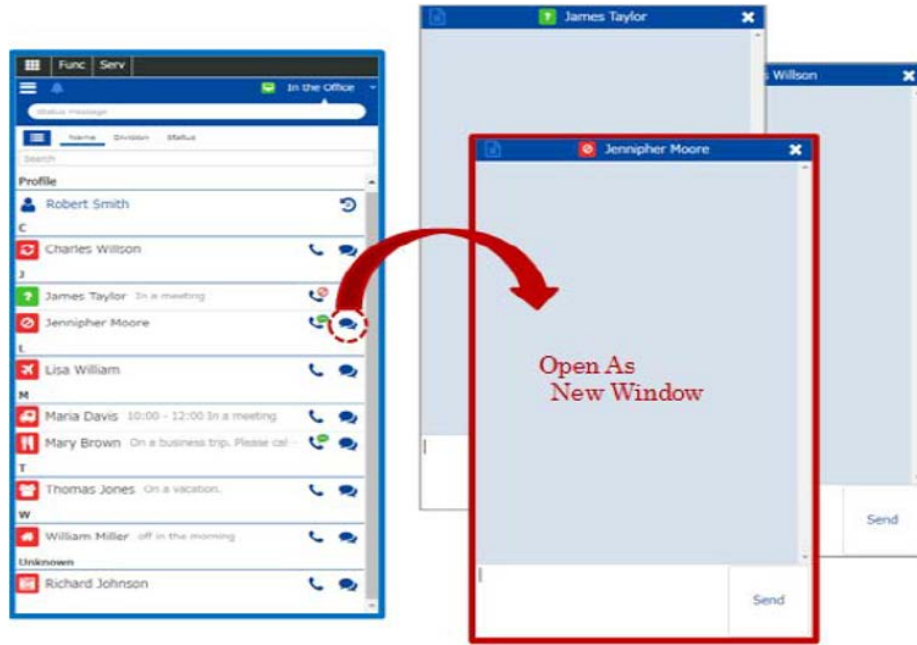 Func Serv
In the Office
Status message
Name Division Status
Search
Profile
Robert Smith
C
Charles Willson
J
James Taylor In a meeting
Jennipher Moore
L
Lisa William
M
Maria Davis 10:00 - 12:00 In a meeting
Mary Brown On a business trip. Please cal
T
Thomas Jones On a vacation.
W
William Miller off in the morning
Unknown
Richard Johnson
James Taylor
s Willson
Send
Jennipher Moore
Open As
New Window
Send